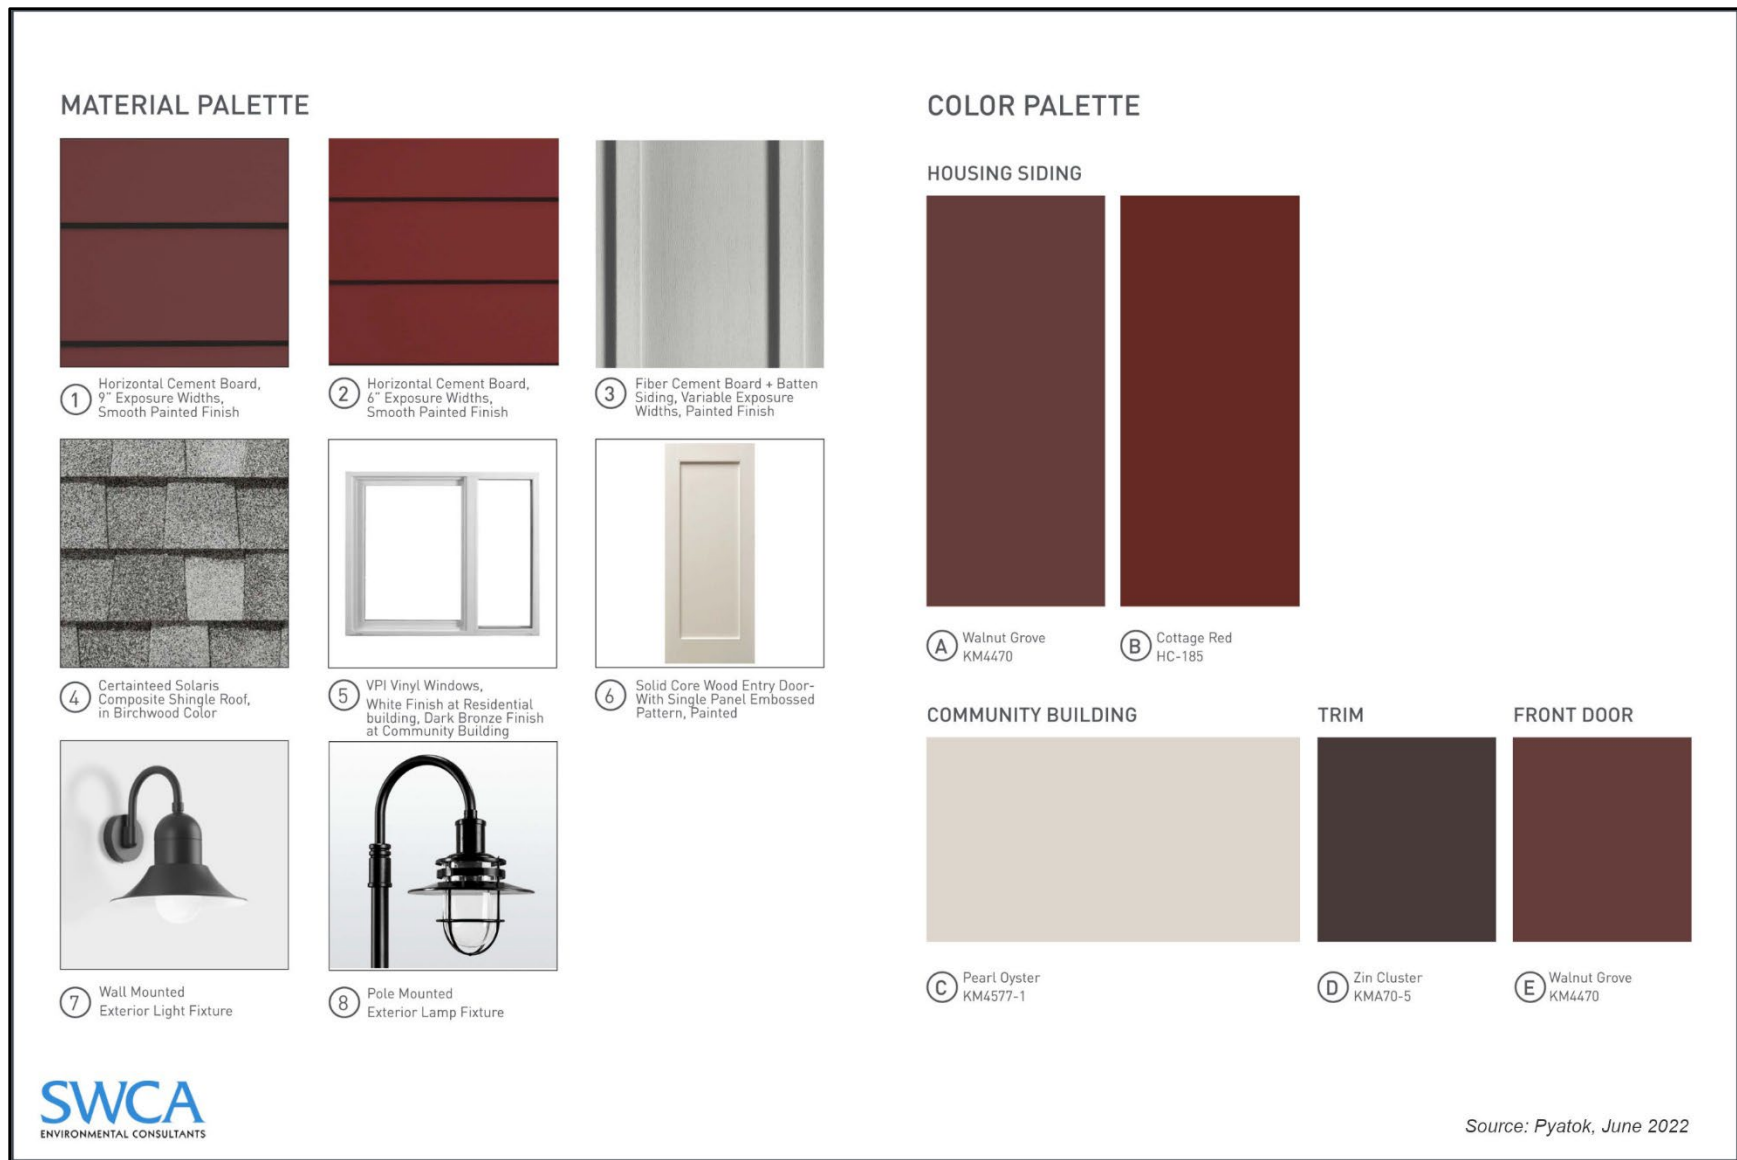 MATERIAL PALETTE
1
Horizontal Cement Board,
9" Exposure Widths,
Smooth Painted Finish
2
Horizontal Cement Board,
6" Exposure Widths,
Smooth Painted Finish
3
Fiber Cement Board + Batten
Siding, Variable Exposure
Widths, Painted Finish
4
Certainteed Solaris
Composite Shingle Roof,
in Birchwood Color
5
VPI Vinyl Windows,
White Finish at Residential
building, Dark Bronze Finish
at Community Building
6
Solid Core Wood Entry Door-
With Single Panel Embossed
Pattern, Painted
7
Wall Mounted
Exterior Light Fixture
8
Pole Mounted
Exterior Lamp Fixture
COLOR PALETTE
HOUSING SIDING
A
Walnut Grove
KM4470
B
Cottage Red
HC-185
COMMUNITY BUILDING
TRIM
FRONT DOOR
C
Pearl Oyster
KM4577-1
D
Zin Cluster
KMA70-5
E
Walnut Grove
KM4470
SWCA
ENVIRONMENTAL CONSULTANTS
Source: Pyatok, June 2022